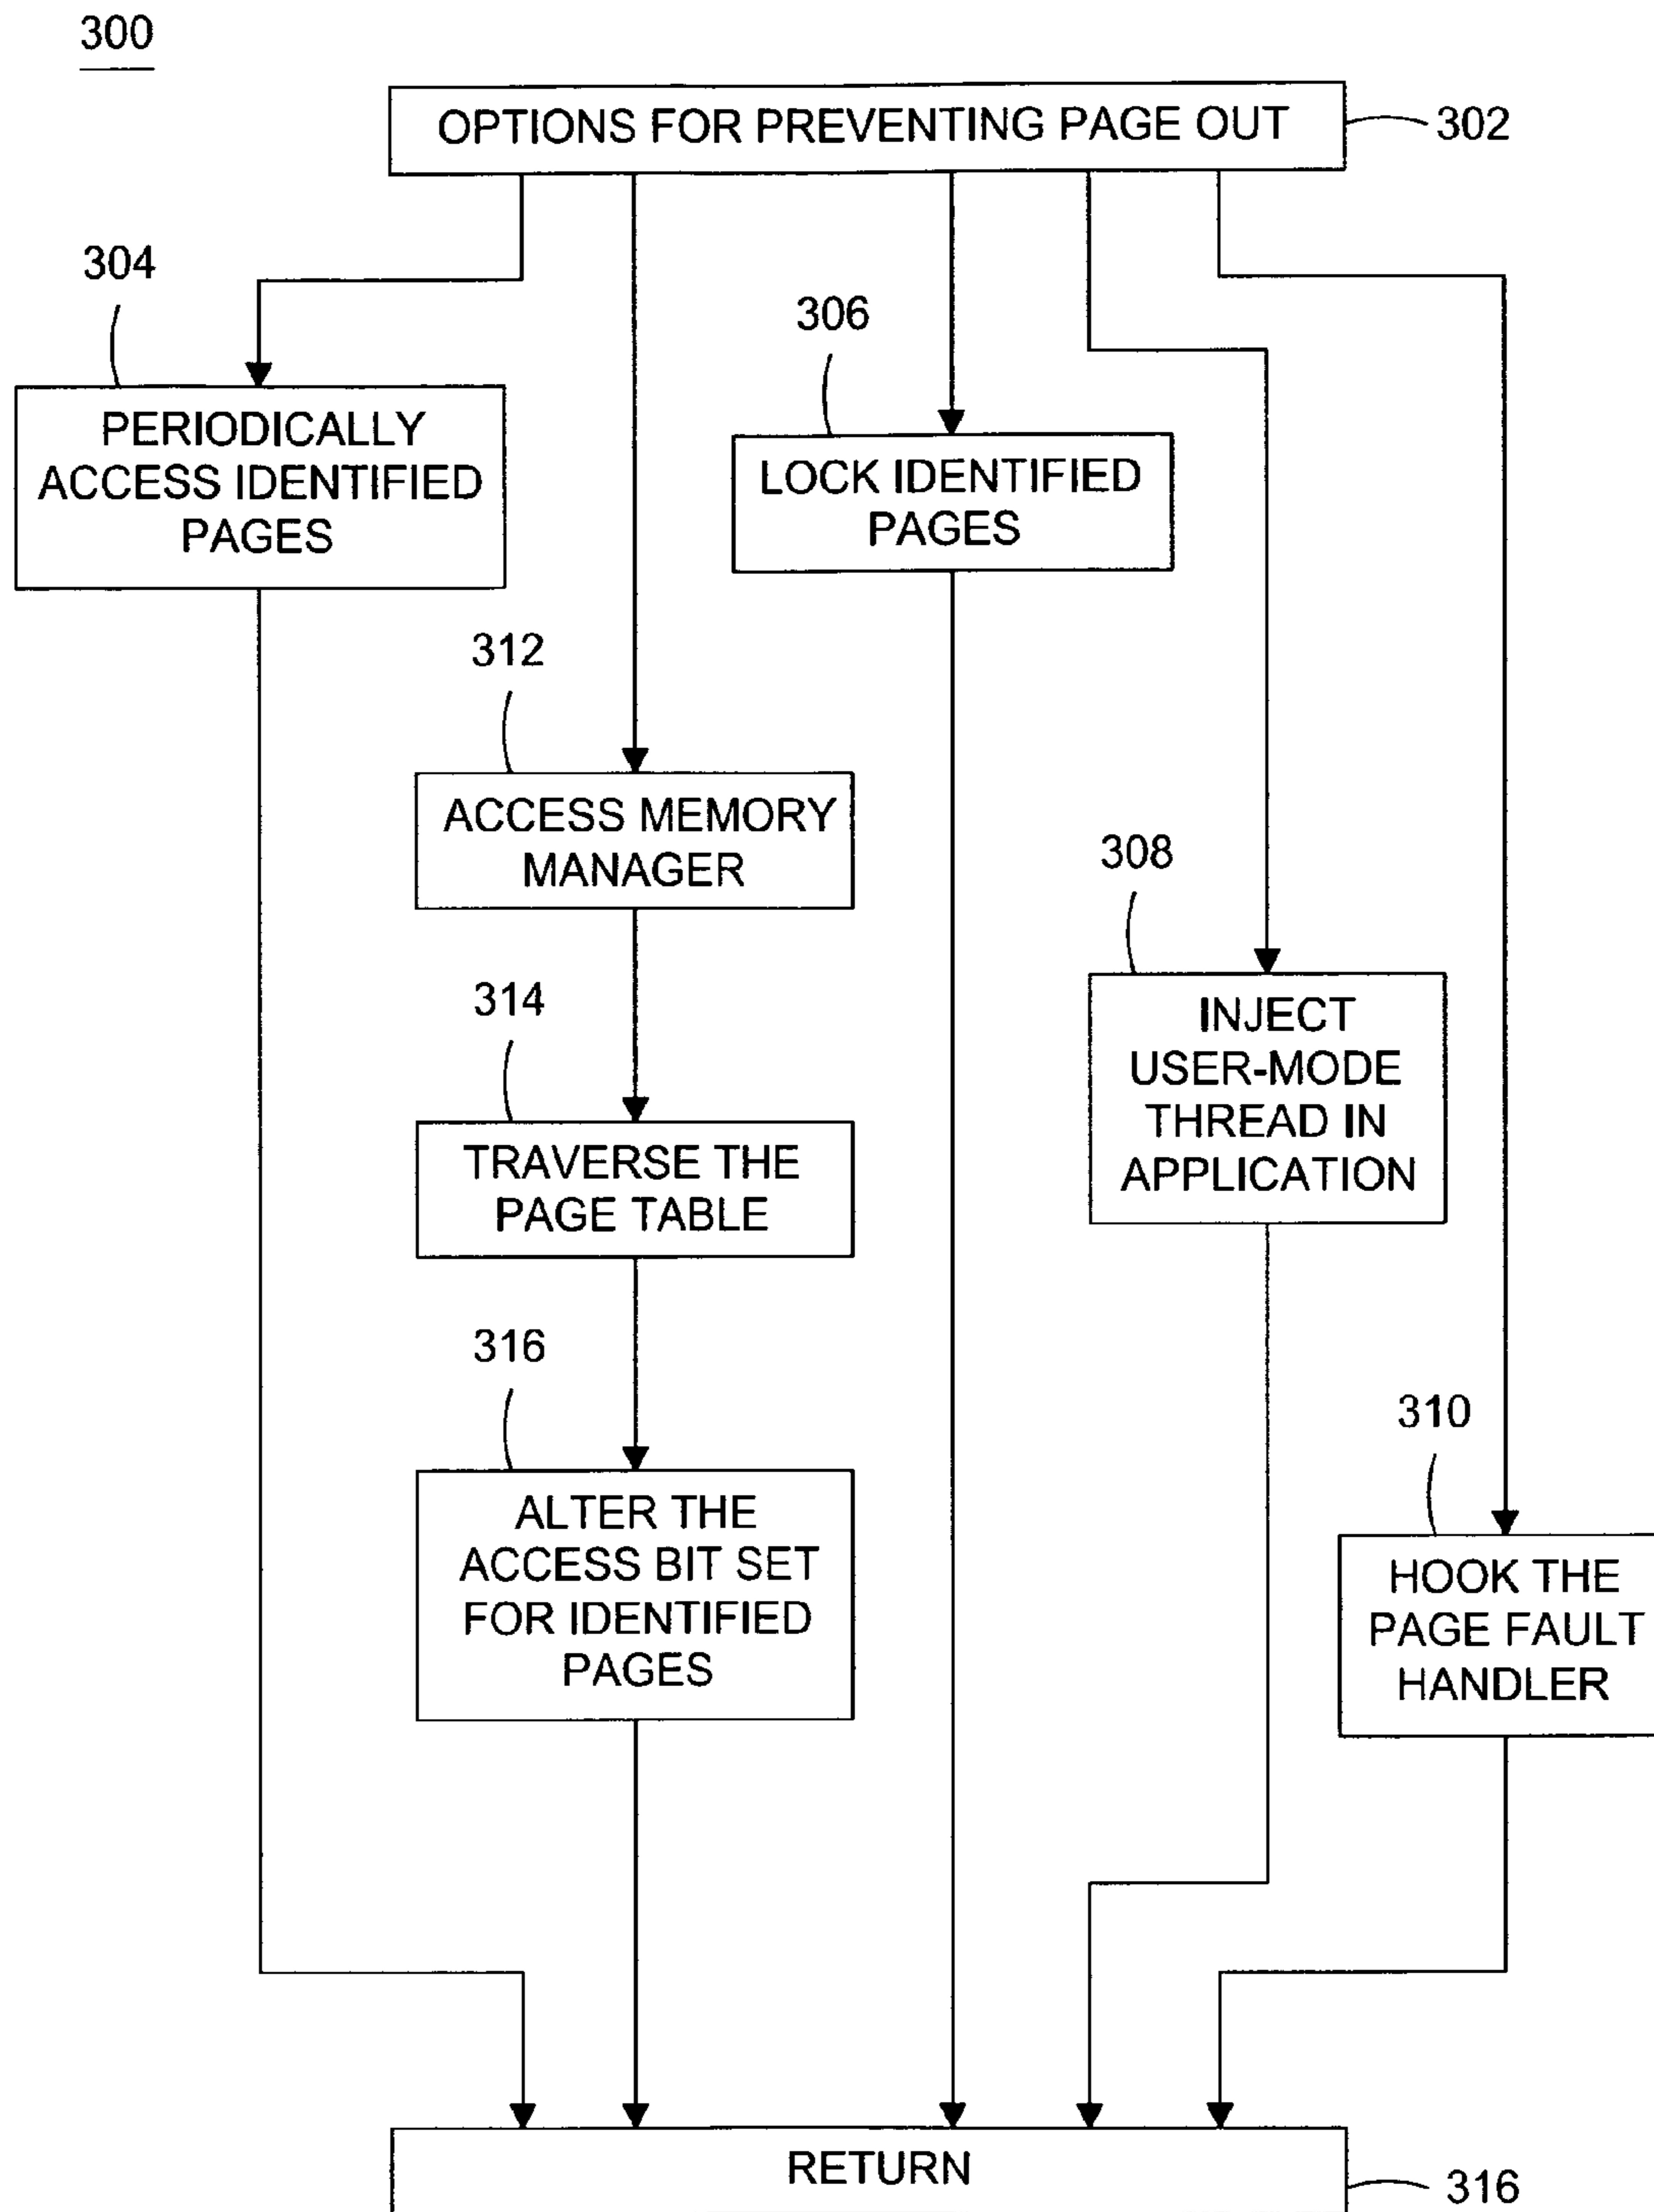 300
OPTIONS FOR PREVENTING PAGE OUT
302
304
PERIODICALLY
ACCESS IDENTIFIED
PAGES
306
LOCK IDENTIFIED
PAGES
312
ACCESS MEMORY
MANAGER
308
INJECT
USER-MODE
THREAD IN
APPLICATION
314
TRAVERSE THE
PAGE TABLE
316
ALTER THE
ACCESS BIT SET
FOR IDENTIFIED
PAGES
310
HOOK THE
PAGE FAULT
HANDLER
RETURN
316